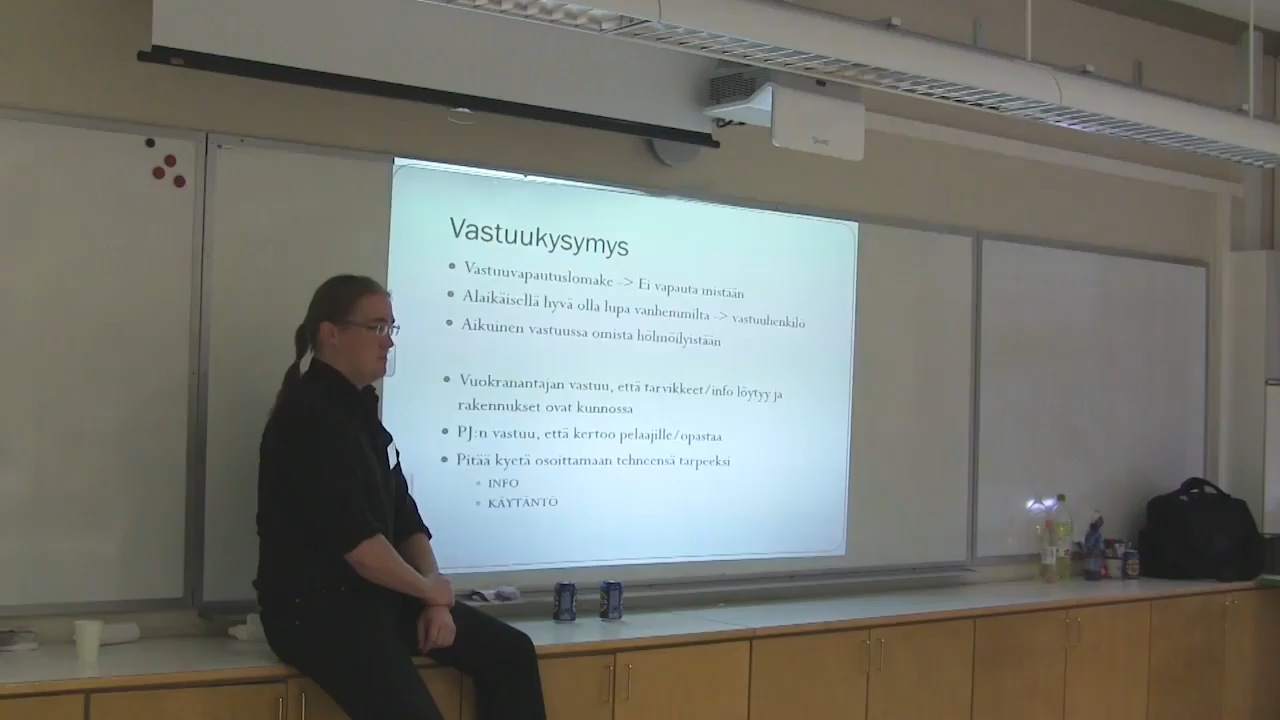 Vastuukysymys
Vastuuvapautuslomake -> Ei vapauta mistään
Alaikäisellä hyvä olla lupa vanhemmilta -> vastuuhenkilö
Aikuinen vastuussa omista hölmöilyistään
Vuokranantajan vastuu, että tarvikkeet/info löytyy ja
rakennukset ovat kunnossa
PJ:n vastuu, että kertoo pelaajille/opastaa
Pitää kyetä osoittamaan tehneensä tarpeeksi
INFO
KÄYTÄNTÖ